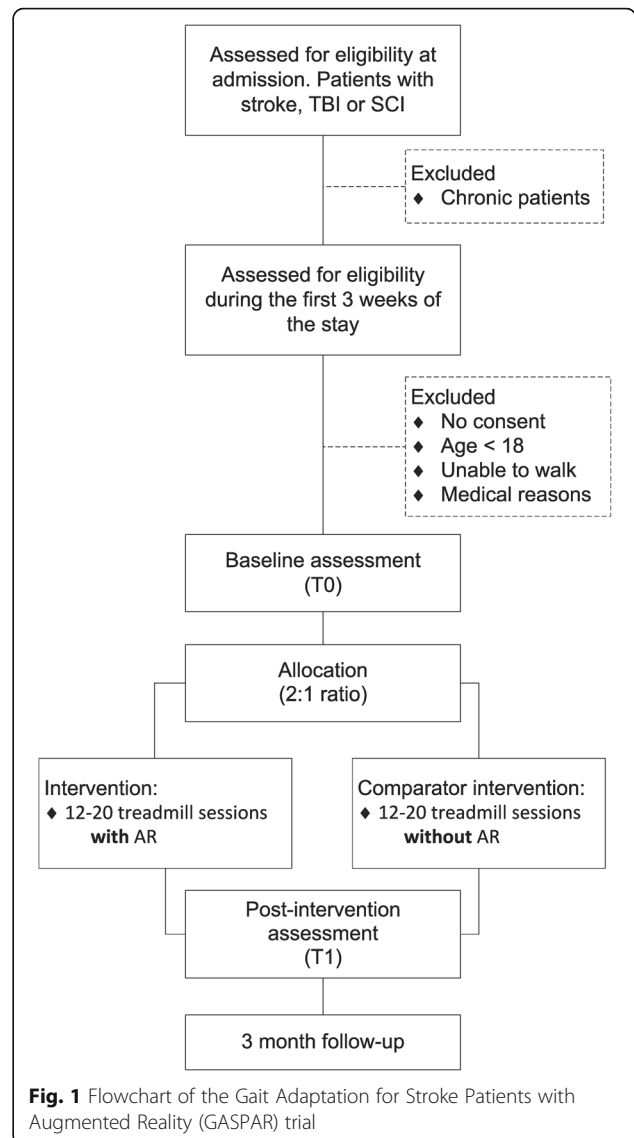 Assessed for eligibility at
admission. Patients with
stroke, TBI or SCI
Excluded
♦ Chronic patients
Assessed for eligibility
during the first 3 weeks of
the stay
Excluded
♦ No consent
♦ Age < 18
♦ Unable to walk
♦ Medical reasons
Baseline assessment
(T0)
Allocation
(2:1 ratio)
Intervention:
♦ 12-20 treadmill sessions
with AR
Comparator intervention:
♦ 12-20 treadmill sessions
without AR
Post-intervention
assessment
(T1)
3 month follow-up
Fig. 1 Flowchart of the Gait Adaptation for Stroke Patients with
Augmented Reality (GASPAR) trial